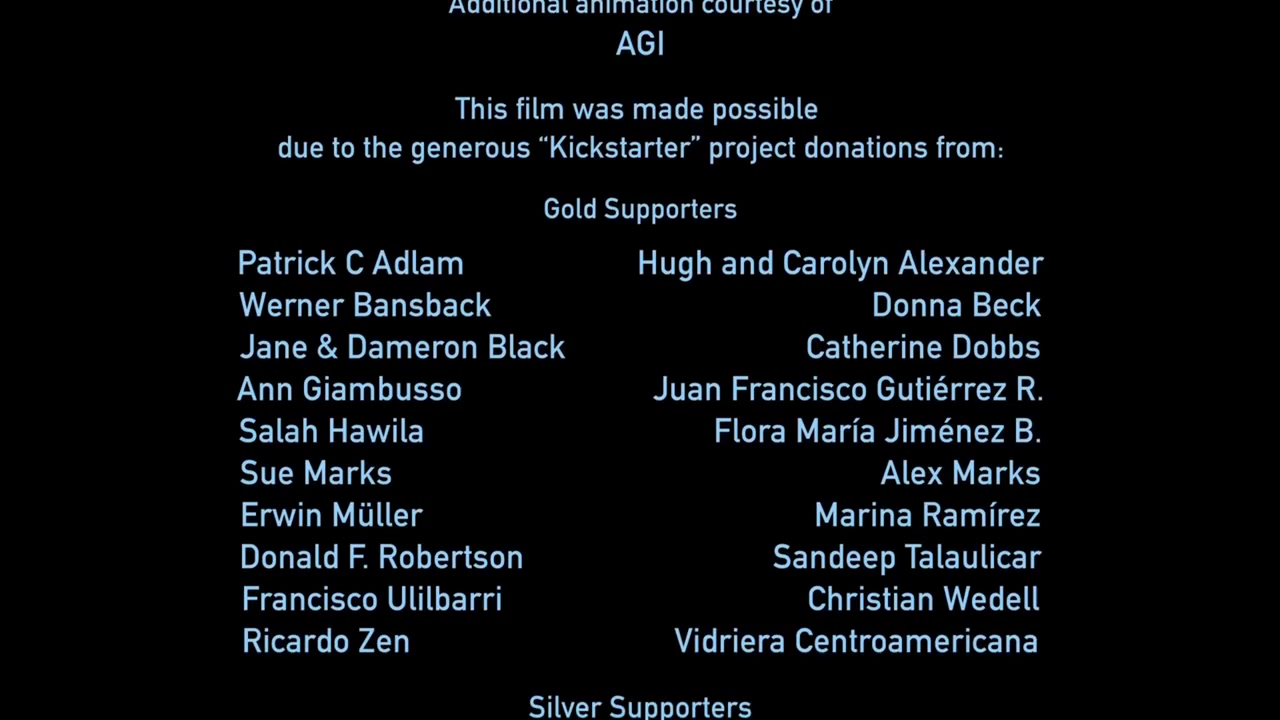 Additional animation courtesy of
AGI
This film was made possible
due to the generous “Kickstarter” project donations from:
Gold Supporters
Patrick C Adlam Hugh and Carolyn Alexander
Werner Bansback Donna Beck
Jane & Dameron Black Catherine Dobbs
Ann Giambusso Juan Francisco Gutiérrez R.
Salah Hawila Flora María Jiménez B.
Sue Marks Alex Marks
Erwin Müller Marina Ramírez
Donald F. Robertson Sandeep Talaulicar
Francisco Ulilbarri Christian Wedell
Ricardo Zen Vidriera Centroamericana
Silver Supporters